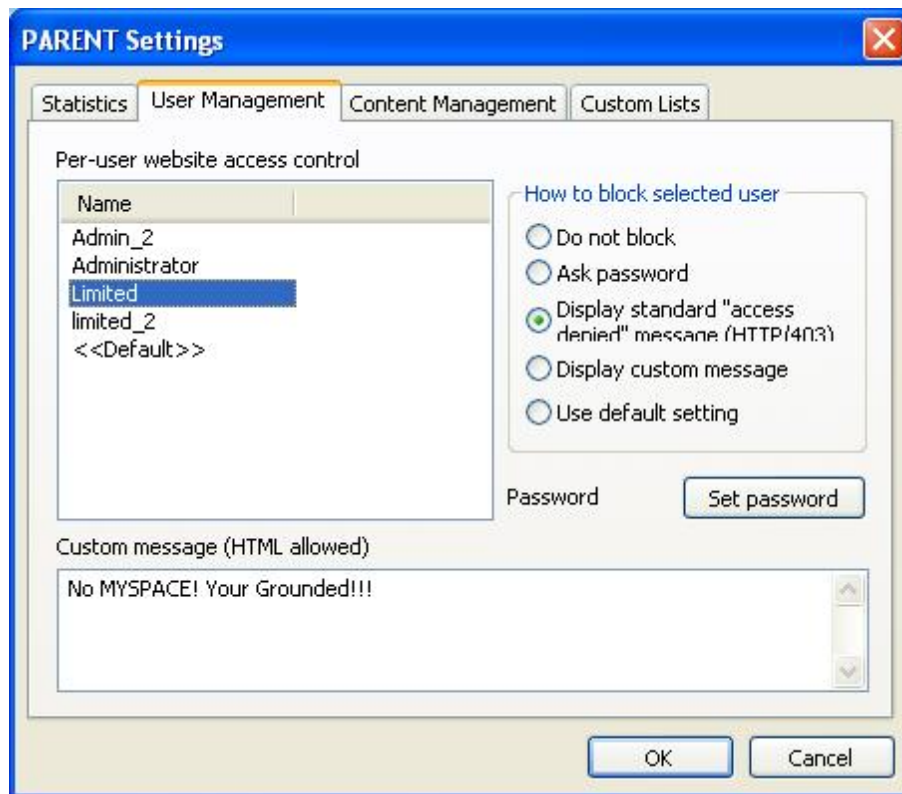 PARENT Settings
Statistics
User Management
Content Management
Custom Lists
Per-user website access control
Name
Admin_2
Administrator
Limited
limited_2
<<Default>>
How to block selected user
Do not block
Ask password
Display standard "access
denied" message (HTTP/403)
Display custom message
Use default setting
Password
Set password
Custom message (HTML allowed)
No MYSPACE! Your Grounded!!!
OK
Cancel